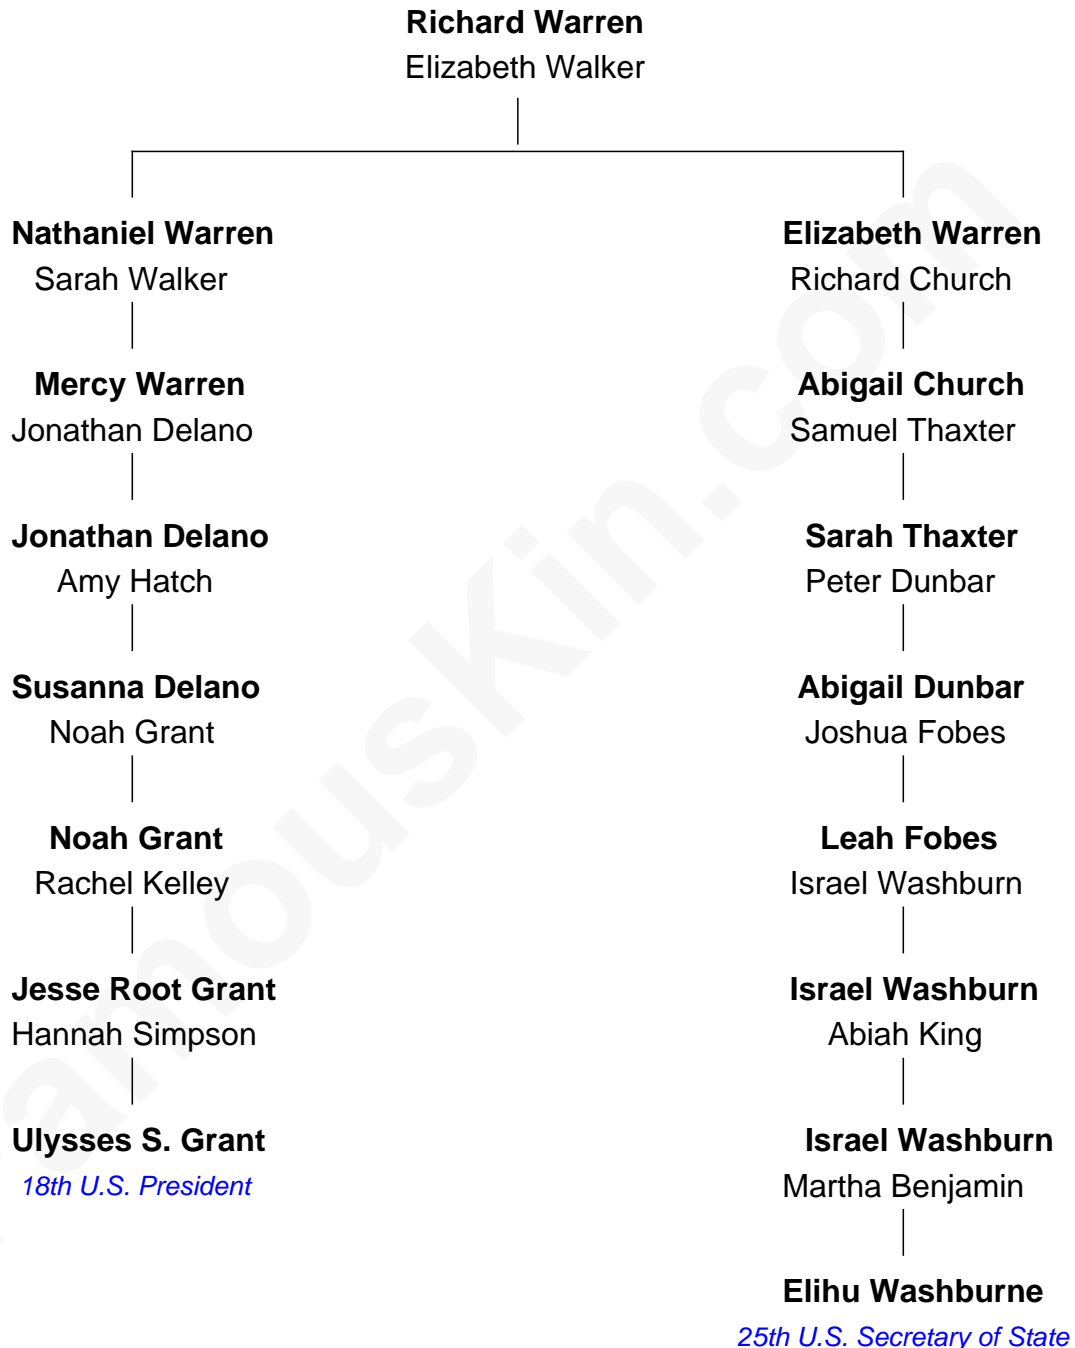 Richard Warren
Elizabeth Walker
Nathaniel Warren
Sarah Walker
Mercy Warren
Jonathan Delano
Jonathan Delano
Amy Hatch
Susanna Delano
Noah Grant
Noah Grant
Rachel Kelley
Jesse Root Grant
Hannah Simpson
Ulysses S. Grant
18th U.S. President
Elizabeth Warren
Richard Church
Abigail Church
Samuel Thaxter
Sarah Thaxter
Peter Dunbar
Abigail Dunbar
Joshua Fobes
Leah Fobes
Israel Washburn
Israel Washburn
Abiah King
Israel Washburn
Martha Benjamin
Elihu Washburne
25th U.S. Secretary of State
FamousKin.com